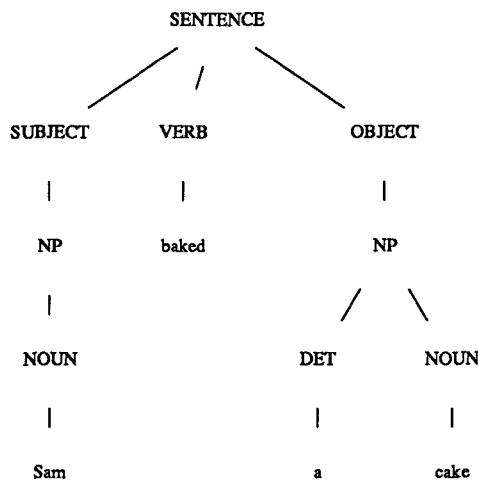 SENTENCE
SUBJECT VERB OBJECT
NP baked NP
NOUN DET NOUN
Sam a cake